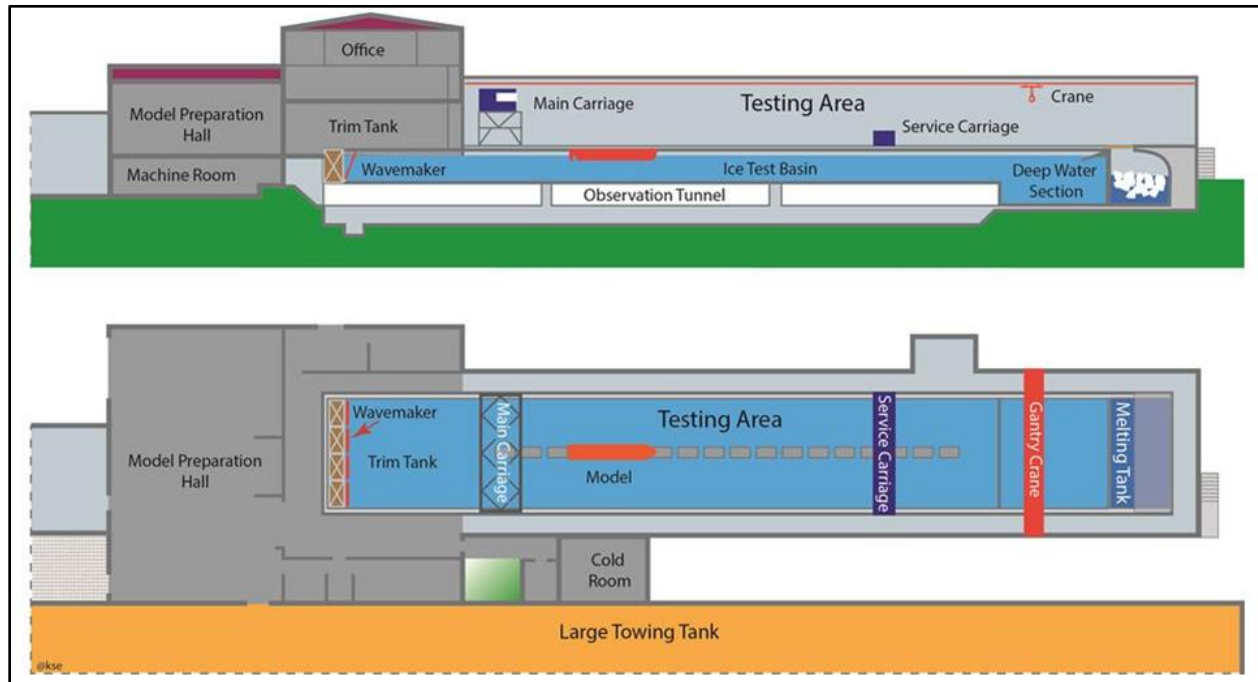 Office
Model Preparation
Hall
Trim Tank
Main Carriage
Testing Area
Crane
Service Carriage
Machine Room
Wavemaker
Ice Test Basin
Deep Water
Section
Observation Tunnel
Wavemaker
Trim Tank
Model Preparation
Hall
Main Carriage
Testing Area
Model
Service Carriage
Gantry Crane
Melting Tank
Cold
Room
Large Towing Tank
@kse